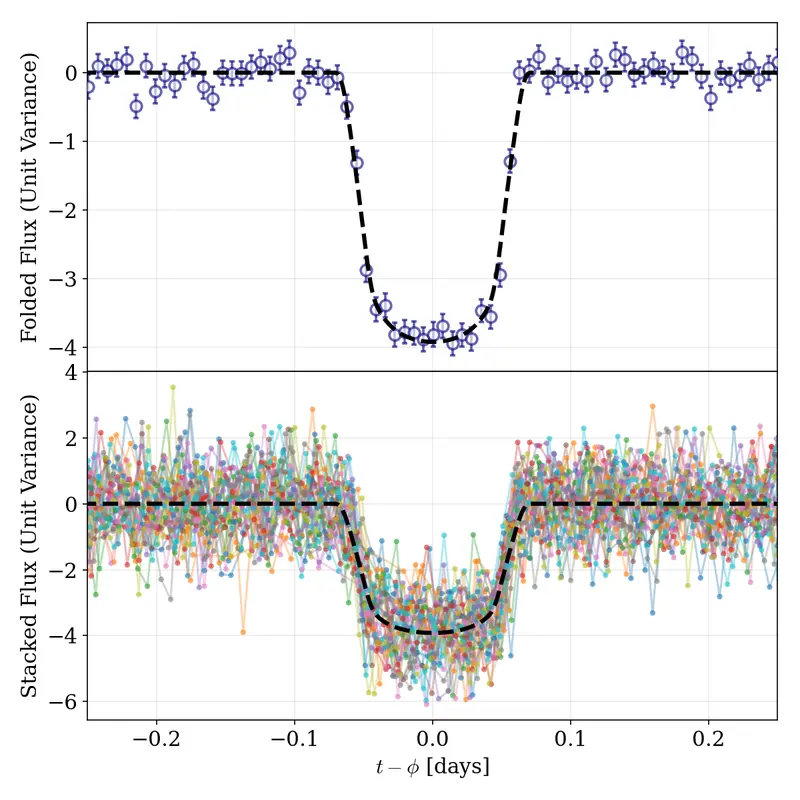 Folded Flux (Unit Variance)
0
−1
−2
−3
−4
Stacked Flux (Unit Variance)
4
2
0
−2
−4
−6
−0.2 −0.1 0.0 0.1 0.2
t − ϕ [days]